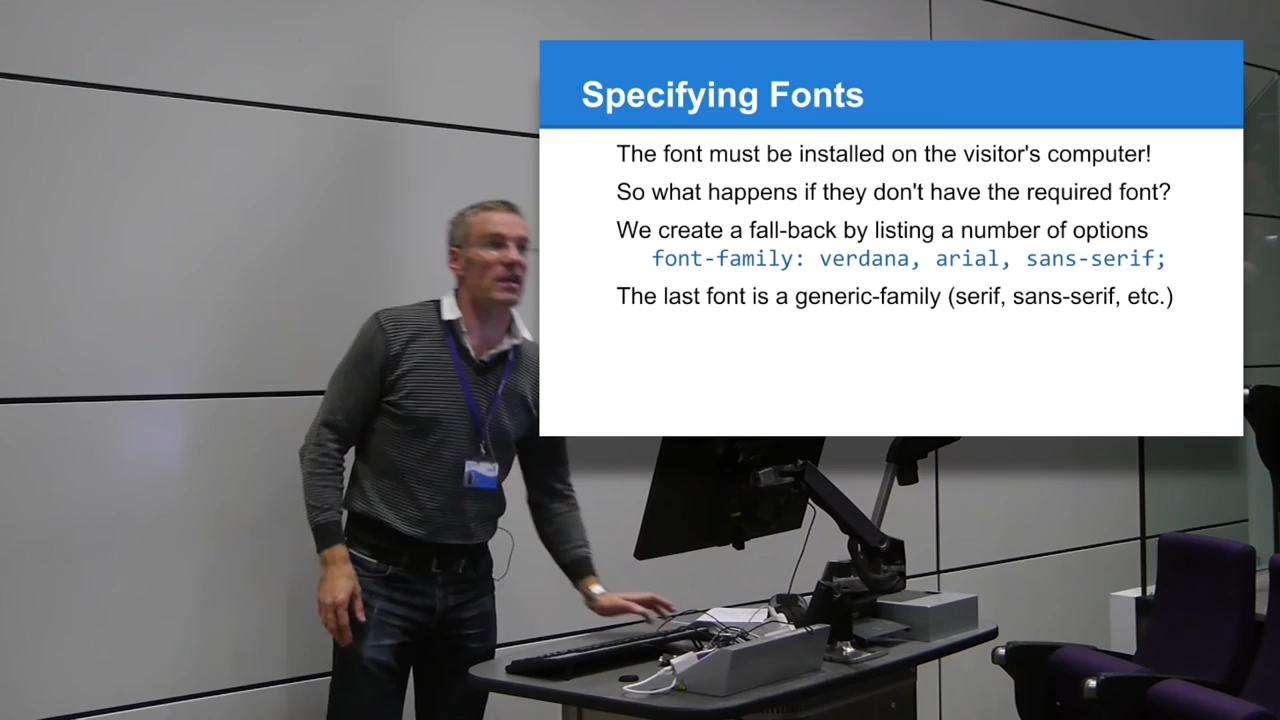 Specifying Fonts
The font must be installed on the visitor's computer!
So what happens if they don't have the required font?
We create a fall-back by listing a number of options
font-family: verdana, arial, sans-serif;
The last font is a generic-family (serif, sans-serif, etc.)